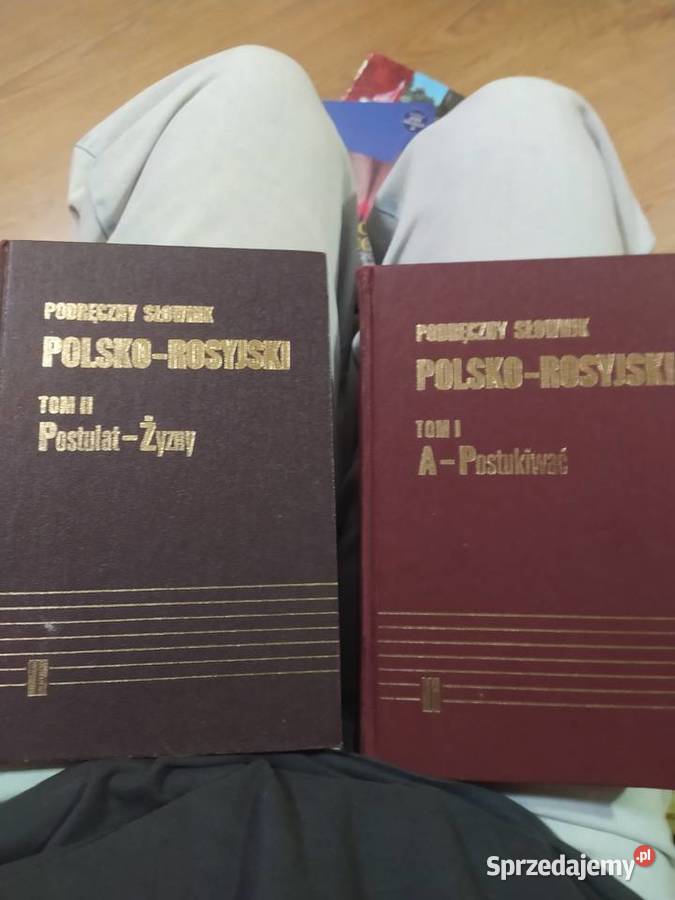 PODRĘCZNY SŁOWNIK
POLSKO-ROSYJSKI
TOM II
Postulat-Żyzny
PODRĘCZNY SŁOWNIK
POLSKO-ROSYJSKI
TOM I
A-Postukiwać
Sprzedajemy.pl